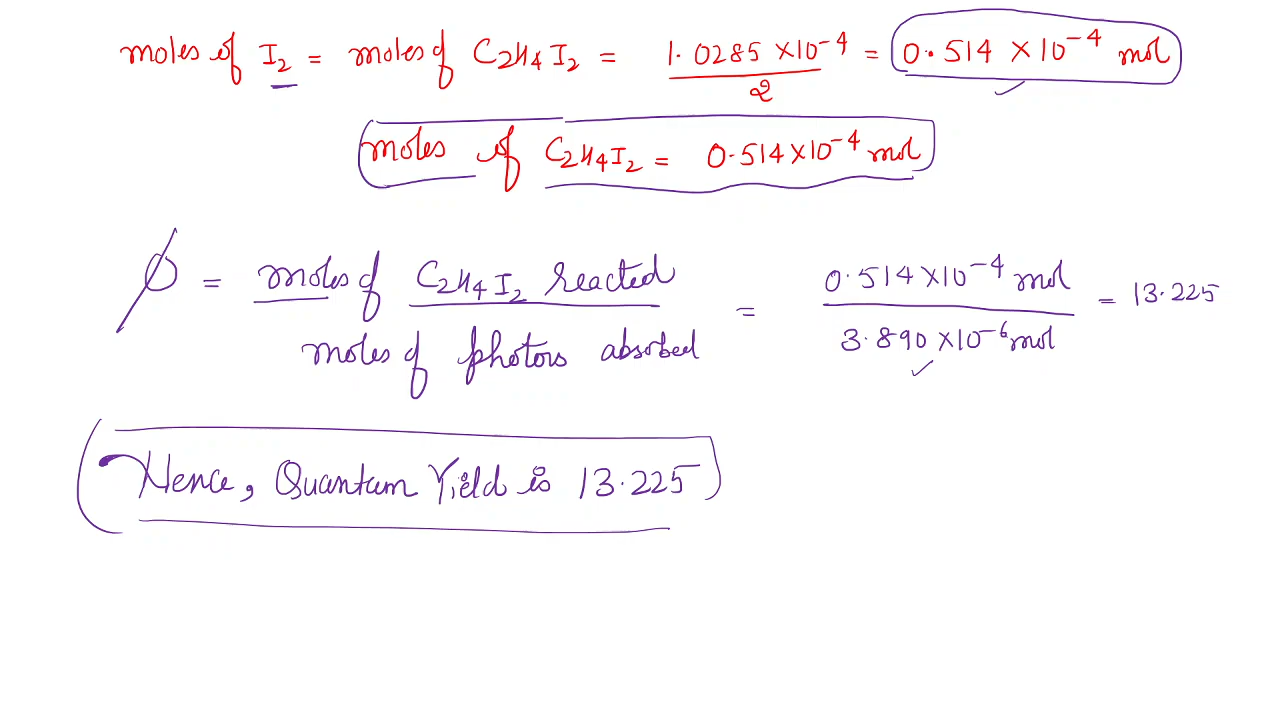 moles of I₂ = moles of C₂H₄I₂ = 1.0285 ×10⁻⁴ / 2 = 0.514 ×10⁻⁴ mol
moles of C₂H₄I₂ = 0.514×10⁻⁴ mol
ϕ = moles of C₂H₄I₂ reacted / moles of photons absorbed = 0.514×10⁻⁴ mol / 3.890 ×10⁻⁶ mol = 13.225
Hence, Quantum Yield is 13.225